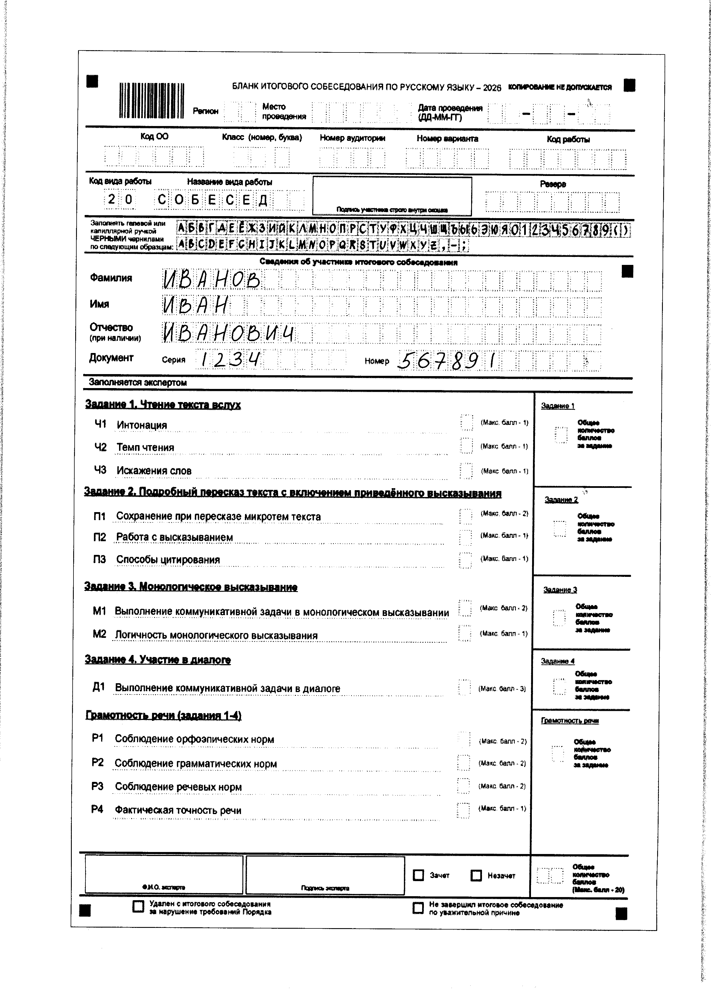 БЛАНК ИТОГОВОГО СОБЕСЕДОВАНИЯ ПО РУССКОМУ ЯЗЫКУ – 2026 КОПИРОВАНИЕ НЕ ДОПУСКАЕТСЯ
Регион Место проведения Дата проведения (ДД-ММ-ГГ) – –
Код ОО Класс (номер, буква) Номер аудитории Номер варианта Код работы
Код вида работы Название вида работы Резерв
20 СОБЕСЕД
Подпись участника строго внутри окошка
Заполнять гелевой или
капиллярной ручкой
ЧЕРНЫМИ чернилами
по следующим образцам:
АБВГДЕЁЖЗИЙКЛМНОПРСТУФХЦЧШЩЪЫЬЭЮЯ0123456789()
ABCDEFGHIJKLMNOPQRSTUVWXYZ,-;
Сведения об участнике итогового собеседования
Фамилия ИВАНОВ
Имя ИВАН
Отчество ИВАНОВИЧ
(при наличии)
Документ Серия 1234 Номер 567891
Заполняется экспертом
Задание 1. Чтение текста вслух
Ч1 Интонация (Макс. балл - 1)
Ч2 Темп чтения (Макс. балл - 1)
Ч3 Искажения слов (Макс. балл - 1)
Задание 1
Общее
количество
баллов
за задание
Задание 2. Подробный пересказ текста с включением приведённого высказывания
П1 Сохранение при пересказе микротем текста (Макс. балл - 2)
П2 Работа с высказыванием (Макс. балл - 1)
П3 Способы цитирования (Макс. балл - 1)
Задание 2
Общее
количество
баллов
за задание
Задание 3. Монологическое высказывание
М1 Выполнение коммуникативной задачи в монологическом высказывании (Макс. балл - 2)
М2 Логичность монологического высказывания (Макс. балл - 1)
Задание 3
Общее
количество
баллов
за задание
Задание 4. Участие в диалоге
Д1 Выполнение коммуникативной задачи в диалоге (Макс. балл - 3)
Задание 4
Общее
количество
баллов
за задание
Грамотность речи (задания 1-4)
Р1 Соблюдение орфоэпических норм (Макс. балл - 2)
Р2 Соблюдение грамматических норм (Макс. балл - 2)
Р3 Соблюдение речевых норм (Макс. балл - 2)
Р4 Фактическая точность речи (Макс. балл - 1)
Грамотность речи
Общее
количество
баллов
за задание
Ф.И.О. эксперта Подпись эксперта Зачет Незачет
Общее
количество
баллов
(Макс. балл - 20)
Удален с итогового собеседования
за нарушение требований Порядка
Не завершил итоговое собеседование
по уважительной причине